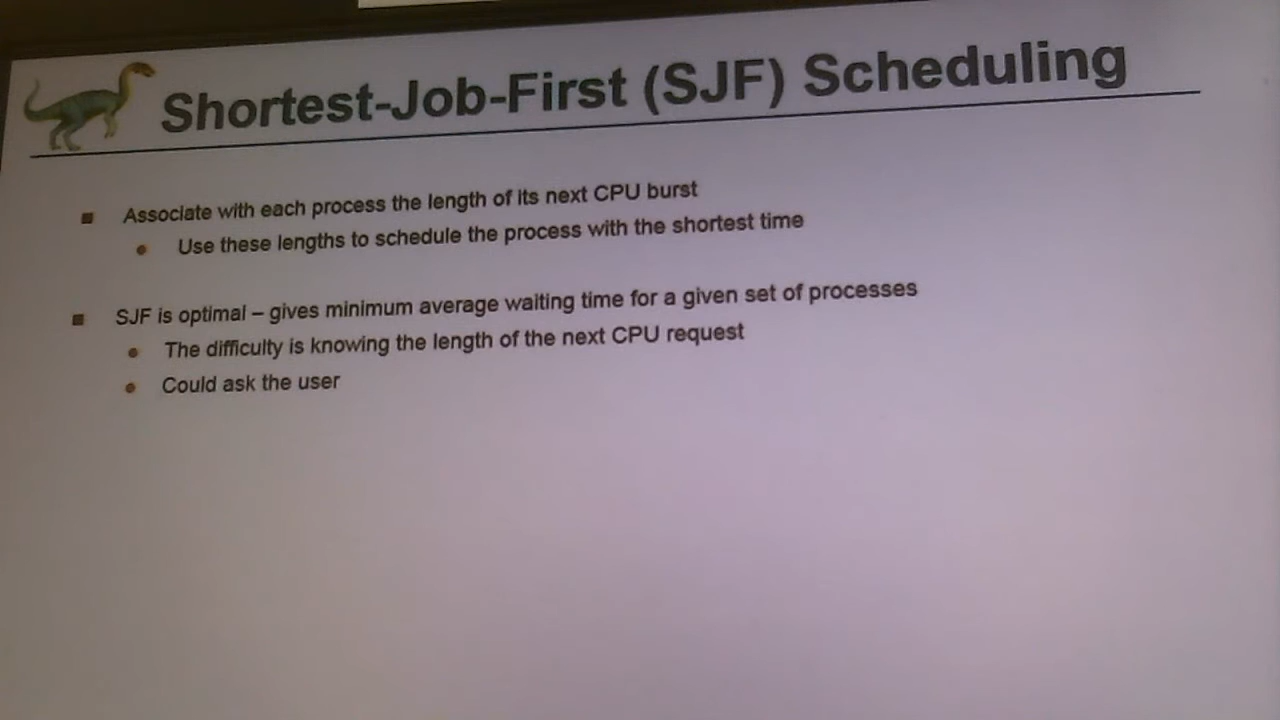 Shortest-Job-First (SJF) Scheduling
Associate with each process the length of its next CPU burst
Use these lengths to schedule the process with the shortest time
SJF is optimal – gives minimum average waiting time for a given set of processes
The difficulty is knowing the length of the next CPU request
Could ask the user